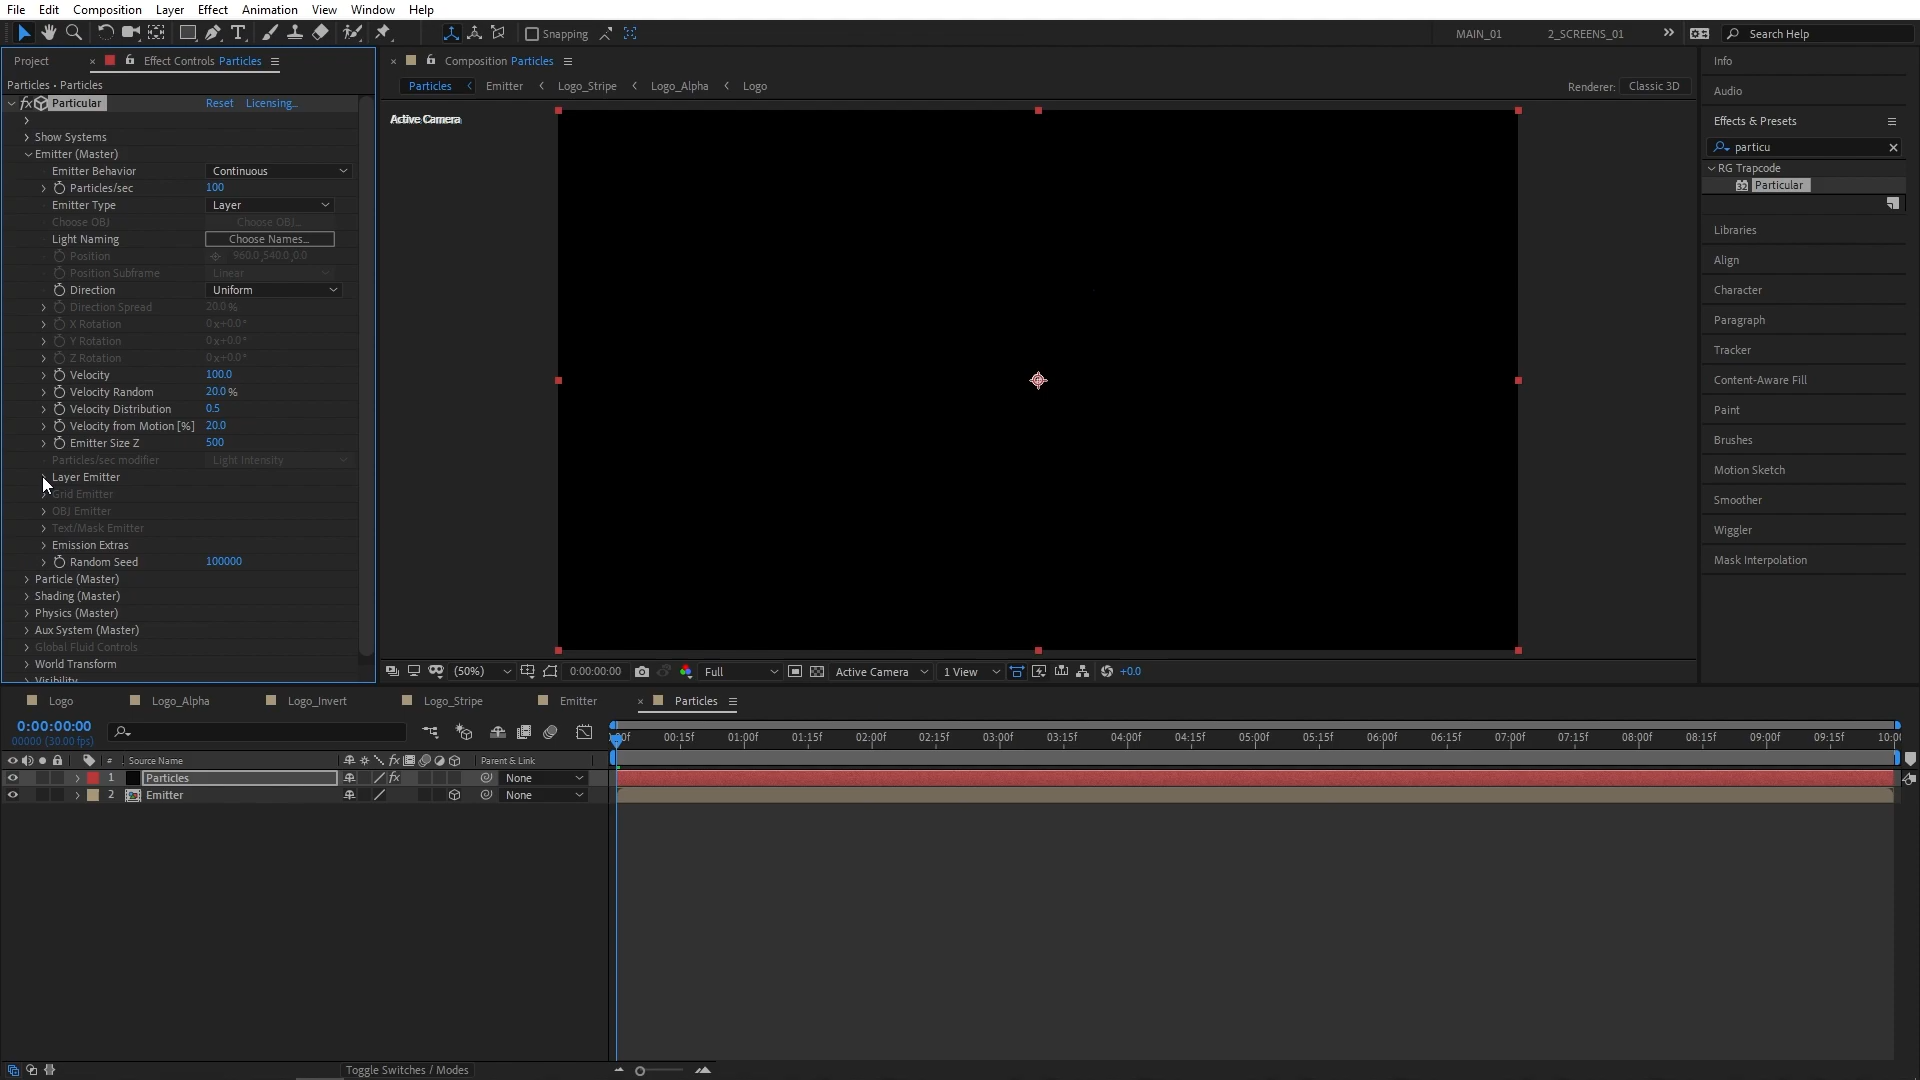 File Edit Composition Layer Effect Animation View Window Help
Snapping MAIN_01 2_SCREENS_01 Search Help
Project Effect Controls Particles
Particles • Particles
fx Particular Reset Licensing...
Show Systems
Emitter (Master)
Emitter Behavior Continuous
Particles/sec 100
Emitter Type Layer
Choose OBJ Choose OBJ...
Light Naming Choose Names...
Position 960.0,540.0,0.0
Position Subframe Linear
Direction Uniform
Direction Spread 20.0%
X Rotation 0x+0.0°
Y Rotation 0x+0.0°
Z Rotation 0x+0.0°
Velocity 100.0
Velocity Random 20.0%
Velocity Distribution 0.5
Velocity from Motion [%] 20.0
Emitter Size Z 500
Particles/sec modifier Light Intensity
Layer Emitter
Grid Emitter
OBJ Emitter
Text/Mask Emitter
Emission Extras
Random Seed 100000
Particle (Master)
Shading (Master)
Physics (Master)
Aux System (Master)
Global Fluid Controls
World Transform
Visibility
Composition Particles
Particles Emitter Logo_Stripe Logo_Alpha Logo Renderer: Classic 3D
Active Camera
(50%) 0:00:00:00 Full Active Camera 1 View +0.0
Info
Audio
Effects & Presets
particu
RG Trapcode
32 Particular
Libraries
Align
Character
Paragraph
Tracker
Content-Aware Fill
Paint
Brushes
Motion Sketch
Smoother
Wiggler
Mask Interpolation
Logo Logo_Alpha Logo_Invert Logo_Stripe Emitter Particles
0:00:00:00
00000 (30.00 fps)
00:15f 01:00f 01:15f 02:00f 02:15f 03:00f 03:15f 04:00f 04:15f 05:00f 05:15f 06:00f 06:15f 07:00f 07:15f 08:00f 08:15f 09:00f 09:15f
# Source Name fx Parent & Link
1 Particles fx None
2 Emitter None
Toggle Switches / Modes